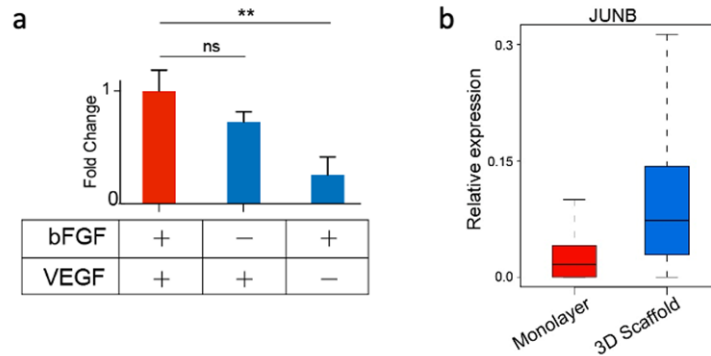 a
**
ns
1
Fold Change
0
bFGF + − +
VEGF + + −
b
JUNB
0.3
0.15
0.0
Relative expression
Monolayer
3D Scaffold